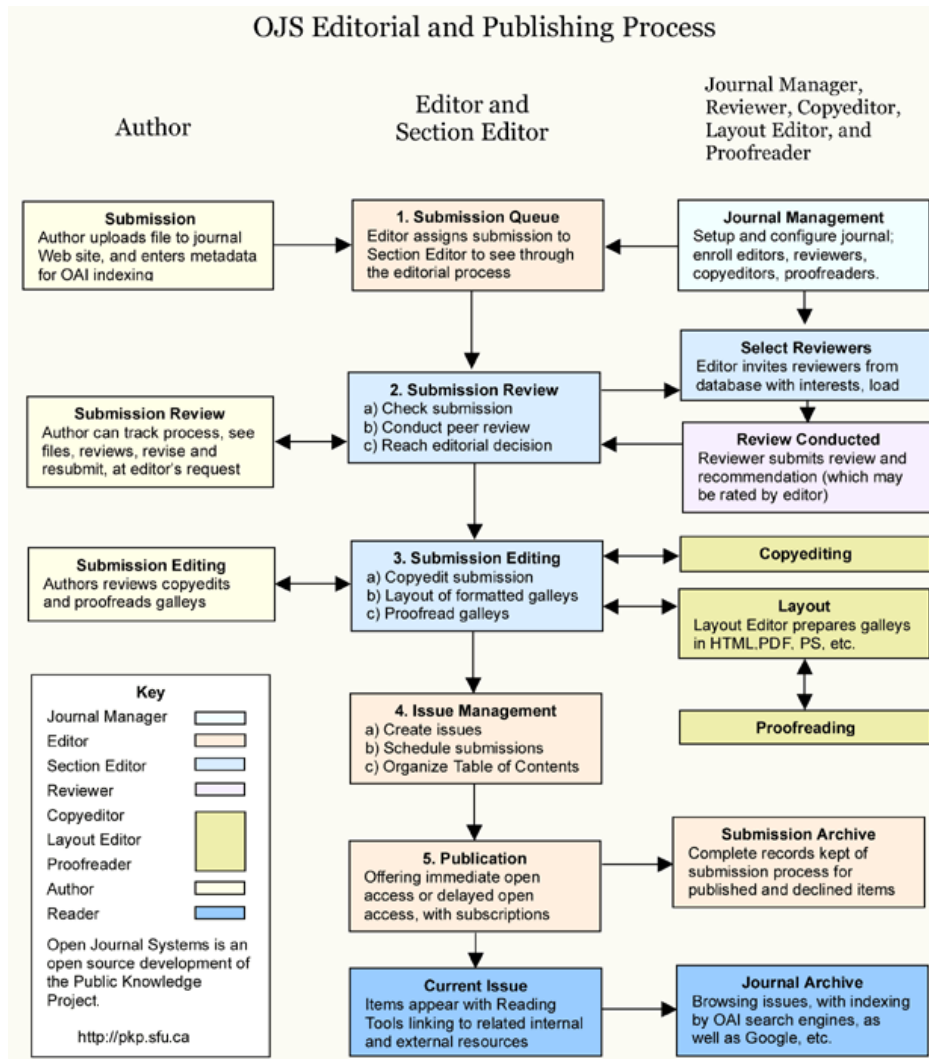 OJS Editorial and Publishing Process
Author
Editor and
Section Editor
Journal Manager,
Reviewer, Copyeditor,
Layout Editor, and
Proofreader
Submission
Author uploads file to journal
Web site, and enters metadata
for OAI indexing
1. Submission Queue
Editor assigns submission to
Section Editor to see through
the editorial process
Journal Management
Setup and configure journal;
enroll editors, reviewers,
copyeditors, proofreaders.
Select Reviewers
Editor invites reviewers from
database with interests, load
Submission Review
Author can track process, see
files, reviews, revise and
resubmit, at editor's request
2. Submission Review
a) Check submission
b) Conduct peer review
c) Reach editorial decision
Review Conducted
Reviewer submits review and
recommendation (which may
be rated by editor)
Submission Editing
Authors reviews copyedits
and proofreads galleys
3. Submission Editing
a) Copyedit submission
b) Layout of formatted galleys
c) Proofread galleys
Copyediting
Layout
Layout Editor prepares galleys
in HTML,PDF, PS, etc.
Proofreading
Key
Journal Manager
Editor
Section Editor
Reviewer
Copyeditor
Layout Editor
Proofreader
Author
Reader
Open Journal Systems is an
open source development of
the Public Knowledge
Project.
http://pkp.sfu.ca
4. Issue Management
a) Create issues
b) Schedule submissions
c) Organize Table of Contents
5. Publication
Offering immediate open
access or delayed open
access, with subscriptions
Submission Archive
Complete records kept of
submission process for
published and declined items
Current Issue
Items appear with Reading
Tools linking to related internal
and external resources
Journal Archive
Browsing issues, with indexing
by OAI search engines, as
well as Google, etc.